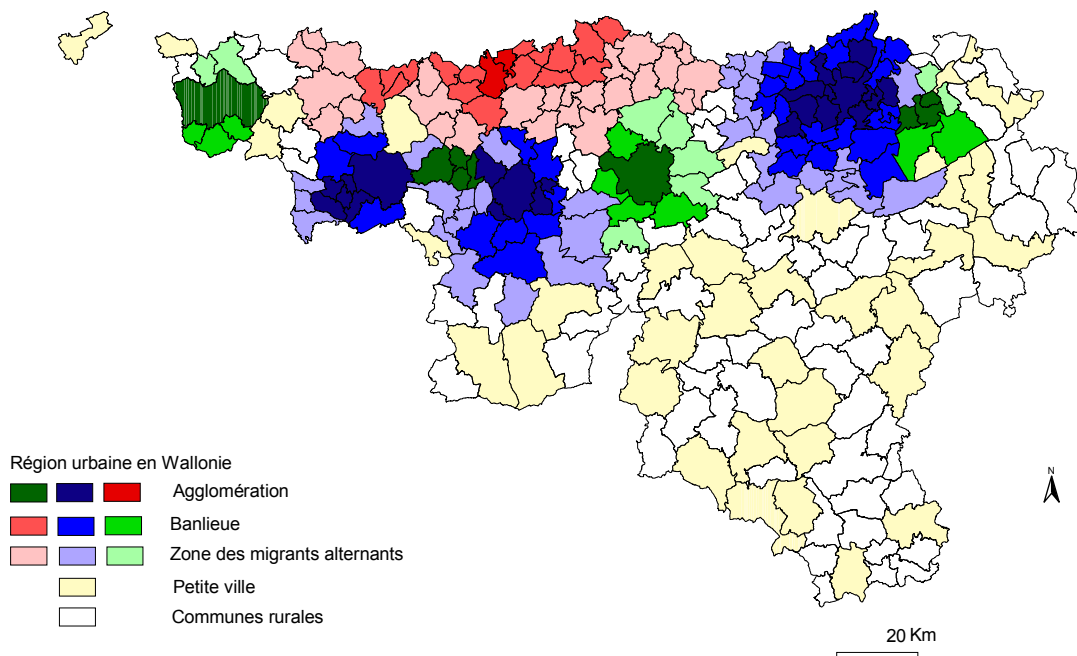 Région urbaine en Wallonie
Agglomération
Banlieue
Zone des migrants alternants
Petite ville
Communes rurales
N
20 Km